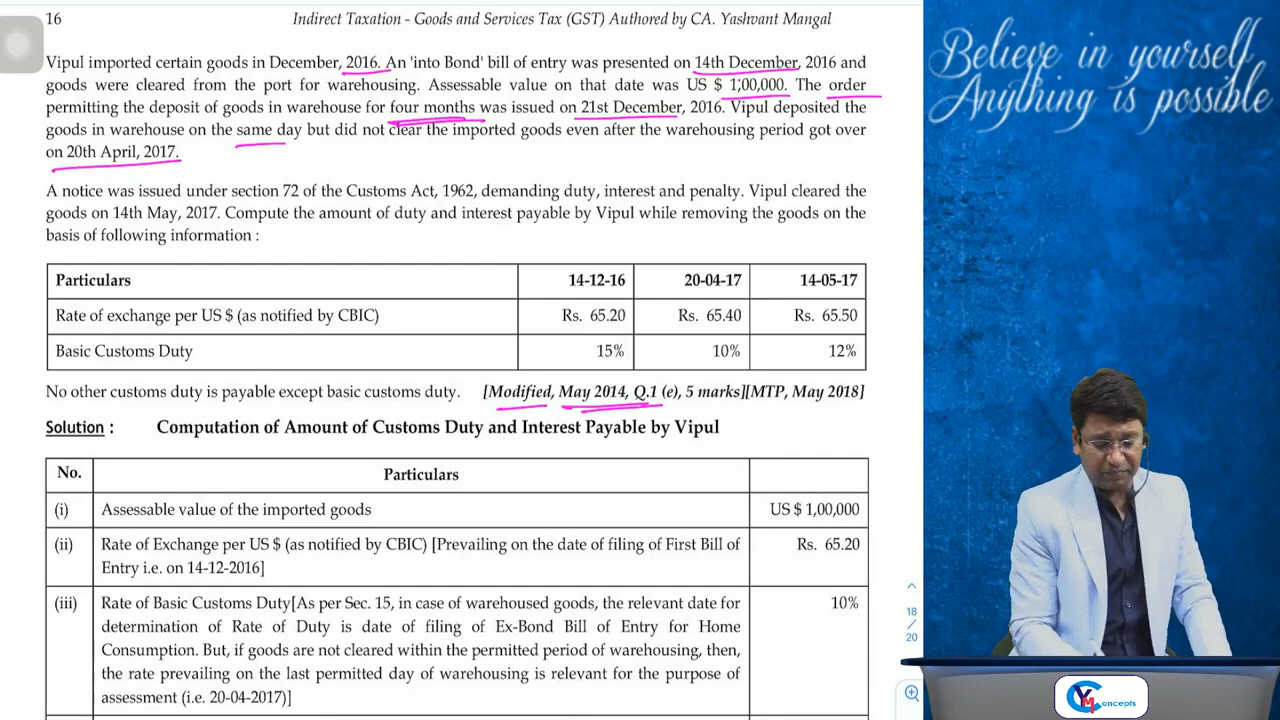 16
Indirect Taxation - Goods and Services Tax (GST) Authored by CA. Yashvant Mangal
Vipul imported certain goods in December, 2016. An 'into Bond' bill of entry was presented on 14th December, 2016 and
goods were cleared from the port for warehousing. Assessable value on that date was US $ 1,00,000. The order
permitting the deposit of goods in warehouse for four months was issued on 21st December, 2016. Vipul deposited the
goods in warehouse on the same day but did not clear the imported goods even after the warehousing period got over
on 20th April, 2017.
A notice was issued under section 72 of the Customs Act, 1962, demanding duty, interest and penalty. Vipul cleared the
goods on 14th May, 2017. Compute the amount of duty and interest payable by Vipul while removing the goods on the
basis of following information :
Particulars 14-12-16 20-04-17 14-05-17
Rate of exchange per US $ (as notified by CBIC) Rs. 65.20 Rs. 65.40 Rs. 65.50
Basic Customs Duty 15% 10% 12%
No other customs duty is payable except basic customs duty. [Modified, May 2014, Q.1 (e), 5 marks][MTP, May 2018]
Solution : Computation of Amount of Customs Duty and Interest Payable by Vipul
No. Particulars
(i) Assessable value of the imported goods US $ 1,00,000
(ii) Rate of Exchange per US $ (as notified by CBIC) [Prevailing on the date of filing of First Bill of Rs. 65.20
Entry i.e. on 14-12-2016]
(iii) Rate of Basic Customs Duty[As per Sec. 15, in case of warehoused goods, the relevant date for 10%
determination of Rate of Duty is date of filing of Ex-Bond Bill of Entry for Home
Consumption. But, if goods are not cleared within the permitted period of warehousing, then,
the rate prevailing on the last permitted day of warehousing is relevant for the purpose of
assessment (i.e. 20-04-2017)]
18
/
20
Believe in yourself
Anything is possible
YM Concepts